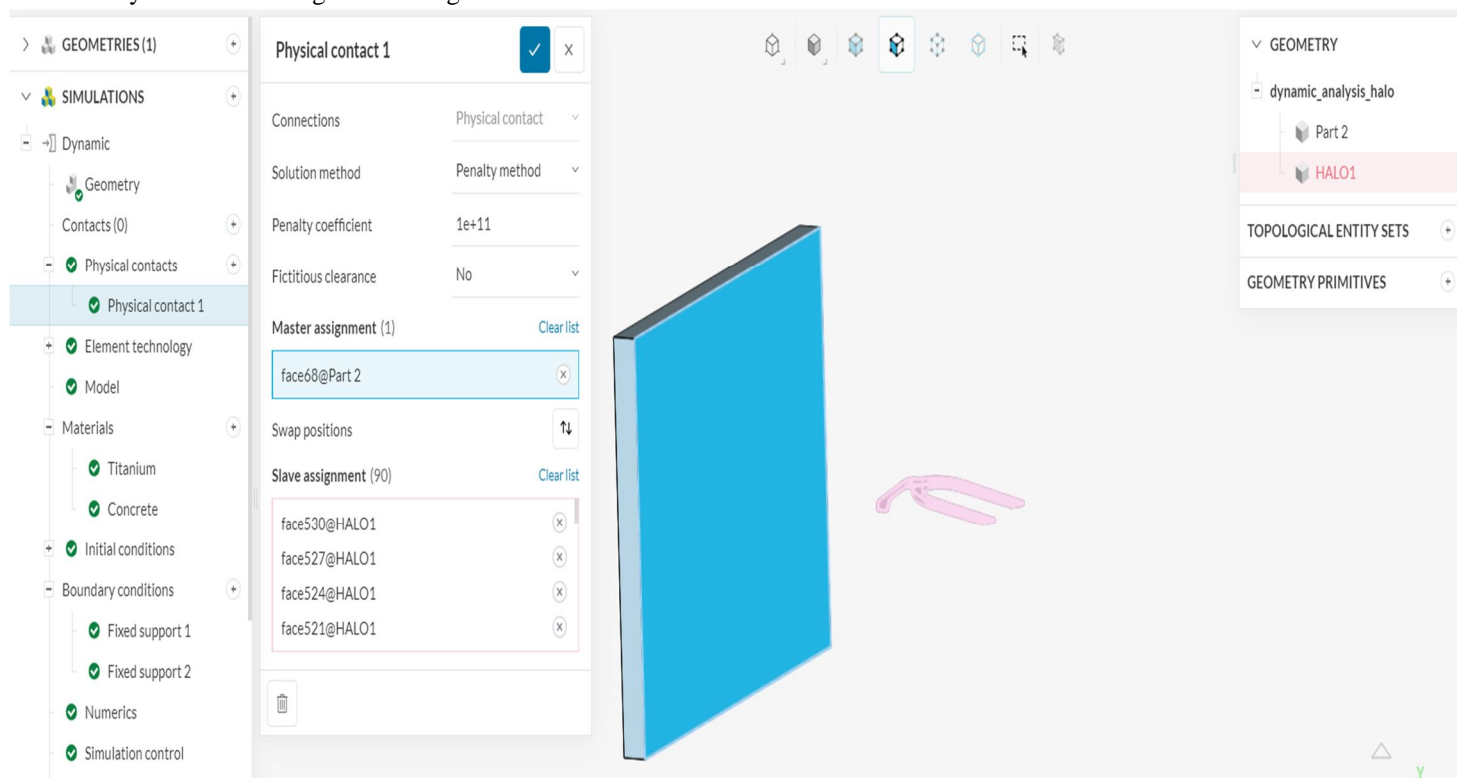 GEOMETRIES (1)
SIMULATIONS
Dynamic
Geometry
Contacts (0)
Physical contacts
Physical contact 1
Element technology
Model
Materials
Titanium
Concrete
Initial conditions
Boundary conditions
Fixed support 1
Fixed support 2
Numerics
Simulation control
Physical contact 1
Connections Physical contact
Solution method Penalty method
Penalty coefficient 1e+11
Fictitious clearance No
Master assignment (1) Clear list
face68@Part 2
Swap positions
Slave assignment (90) Clear list
face530@HALO1
face527@HALO1
face524@HALO1
face521@HALO1
GEOMETRY
dynamic_analysis_halo
Part 2
HALO1
TOPOLOGICAL ENTITY SETS
GEOMETRY PRIMITIVES
Y